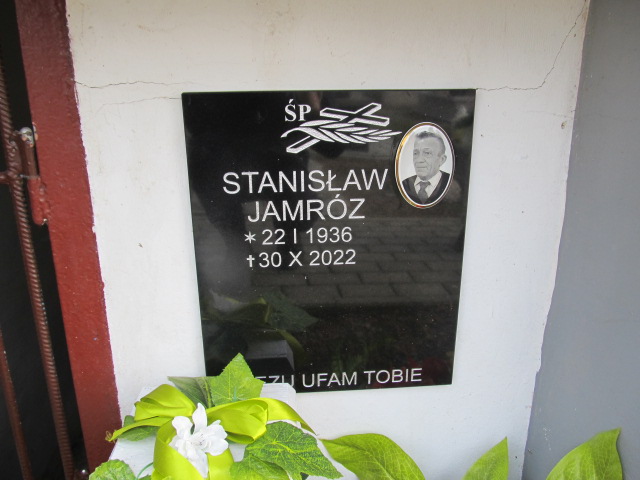 ŚP
STANISŁAW
JAMRÓZ
* 22 I 1936
† 30 X 2022
UFAM TOBIE